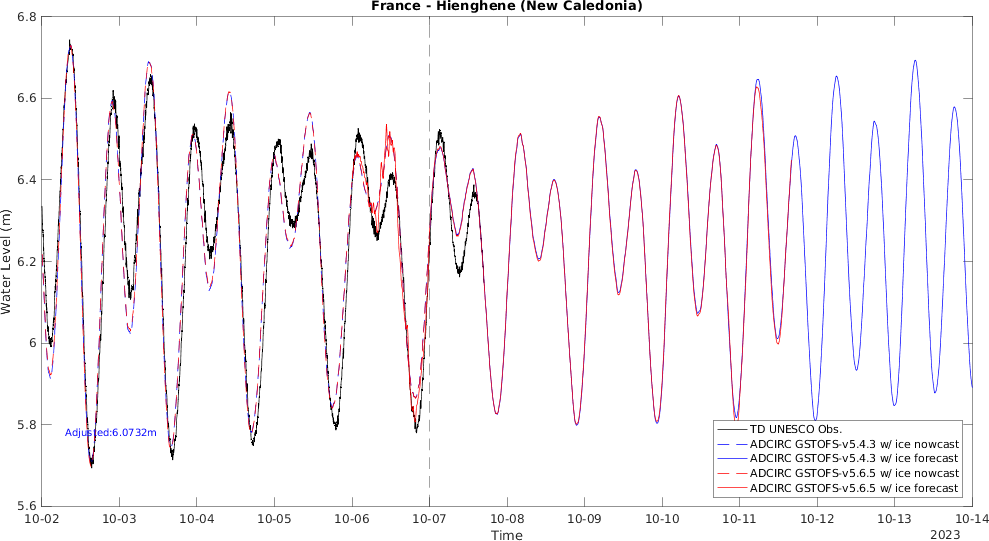 France - Hienghene (New Caledonia)
6.8
6.6
6.4
6.2
6
5.8
5.6
Water Level (m)
Adjusted:6.0732m
TD UNESCO Obs.
ADCIRC GSTOFS-v5.4.3 w/ ice nowcast
ADCIRC GSTOFS-v5.4.3 w/ ice forecast
ADCIRC GSTOFS-v5.6.5 w/ ice nowcast
ADCIRC GSTOFS-v5.6.5 w/ ice forecast
10-02 10-03 10-04 10-05 10-06 10-07 10-08 10-09 10-10 10-11 10-12 10-13 10-14
Time
2023